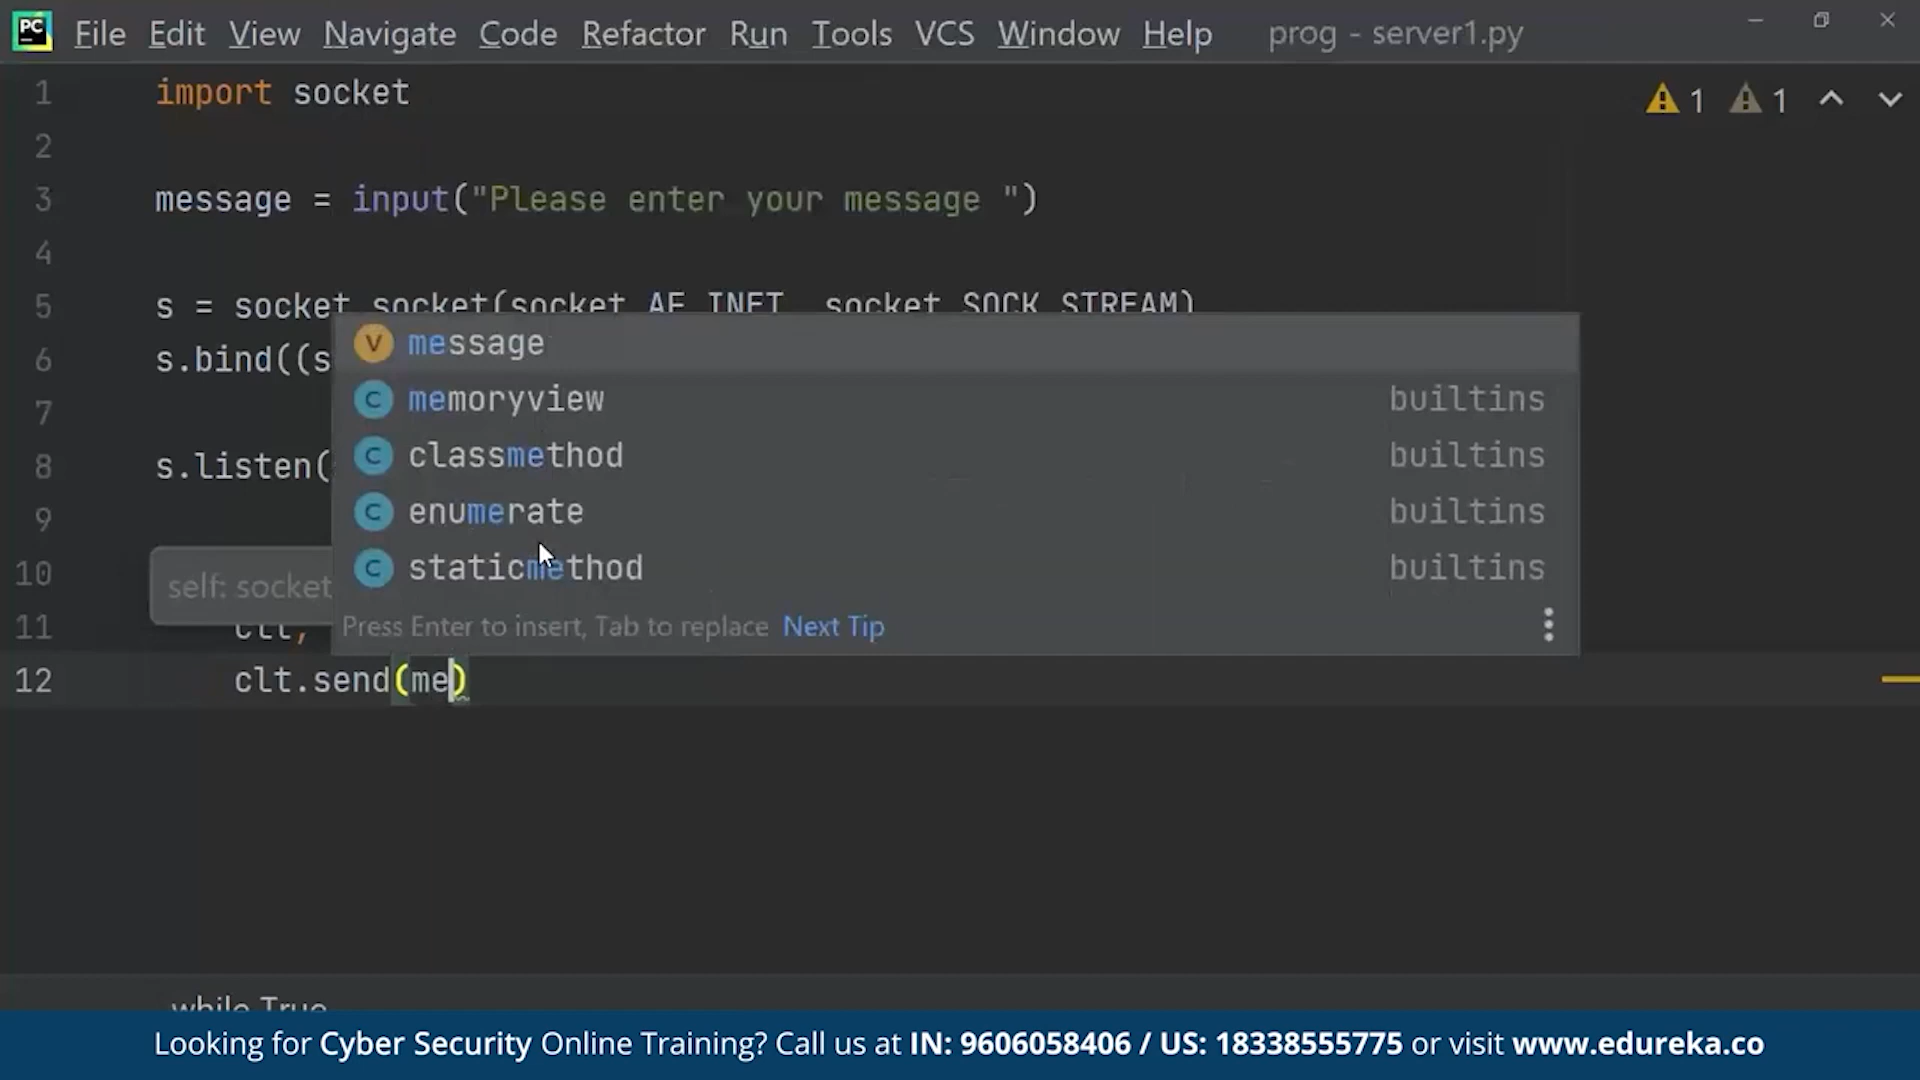 PC File Edit View Navigate Code Refactor Run Tools VCS Window Help prog - server1.py
1 import socket
1 1
2
3 message = input("Please enter your message ")
4
5 s = socket.socket(socket.AF_INET, socket.SOCK_STREAM)
6 s.bind((s
7
8 s.listen(
9
10
11 clt,
12 clt.send(me)
message
memoryview builtins
classmethod builtins
enumerate builtins
staticmethod builtins
Press Enter to insert, Tab to replace Next Tip
self: socket
while True
Looking for Cyber Security Online Training? Call us at IN: 9606058406 / US: 18338555775 or visit www.edureka.co